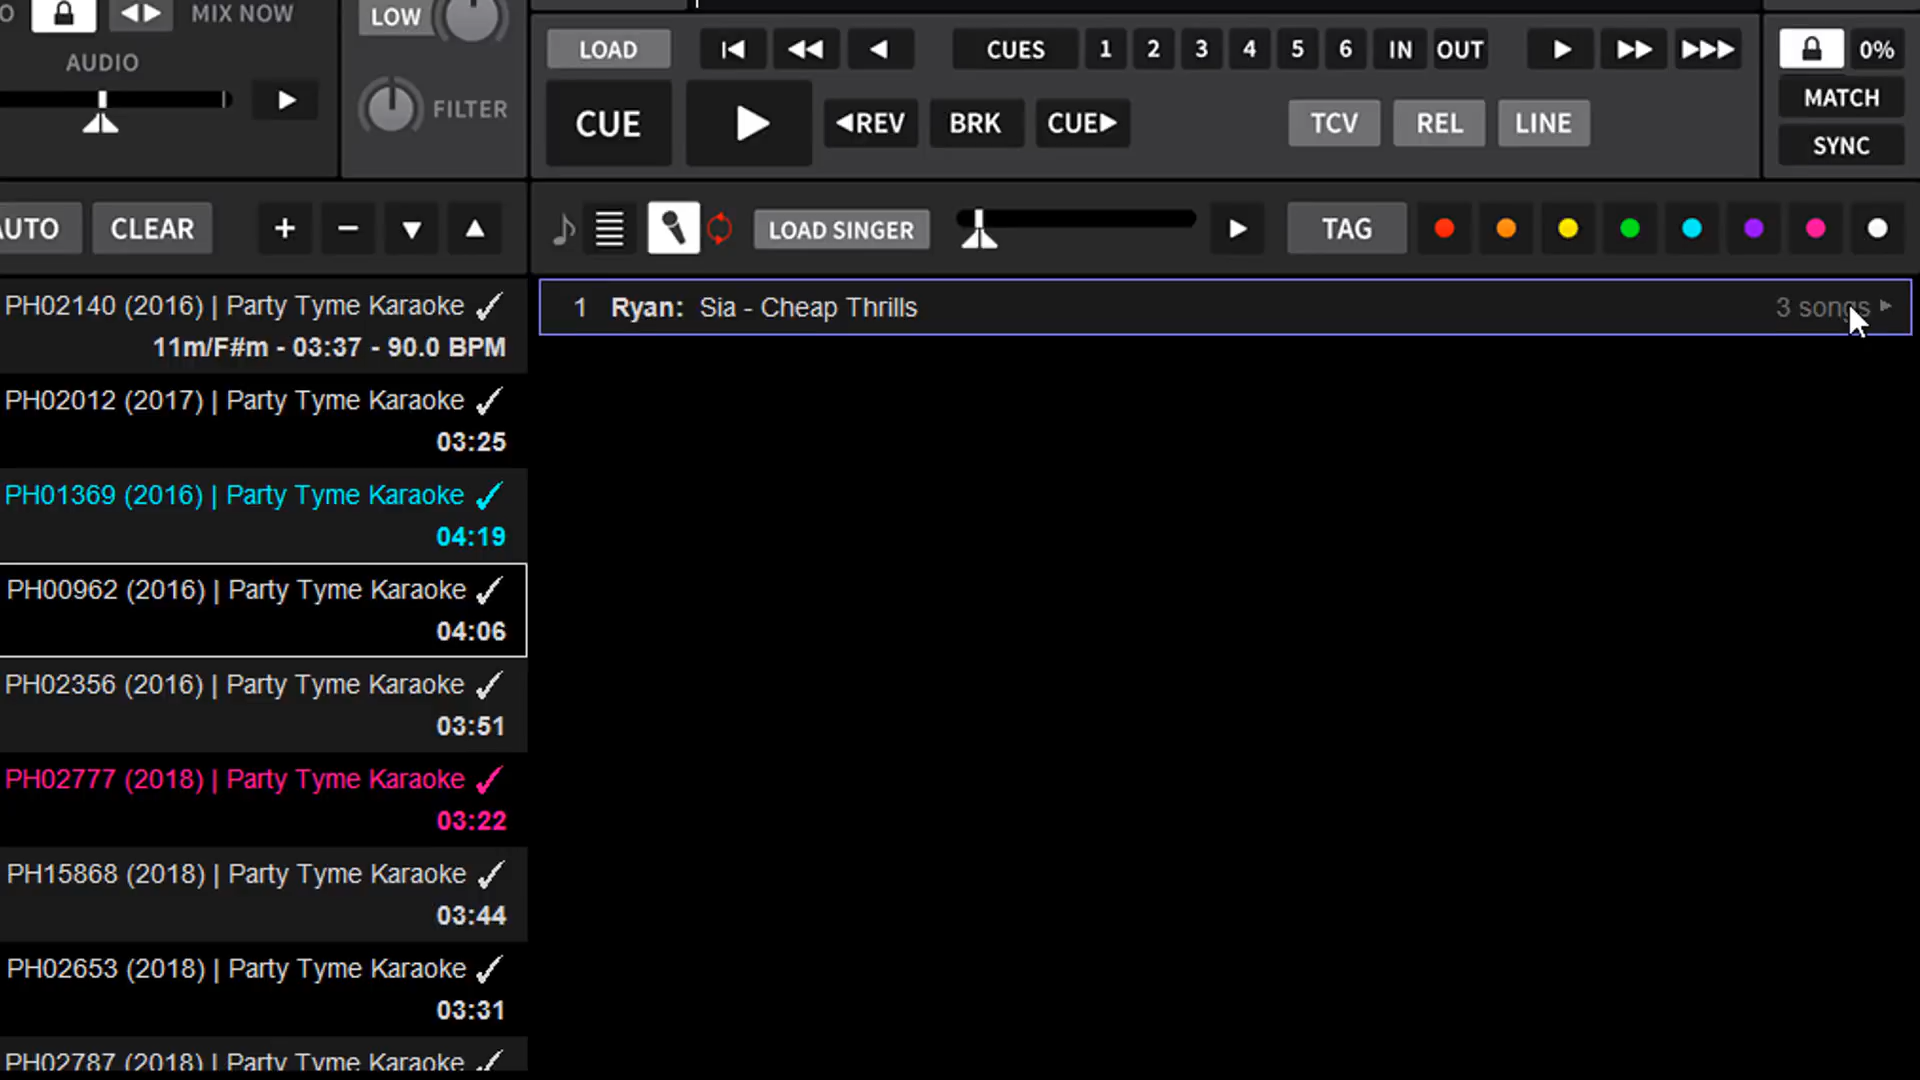 MIX NOW
AUDIO
LOW
FILTER
LOAD
CUES 1 2 3 4 5 6 IN OUT
0%
CUE
REV BRK CUE
TCV REL LINE
MATCH
SYNC
AUTO CLEAR + −
LOAD SINGER
TAG
PH02140 (2016) | Party Tyme Karaoke
11m/F#m - 03:37 - 90.0 BPM
PH02012 (2017) | Party Tyme Karaoke
03:25
PH01369 (2016) | Party Tyme Karaoke
04:19
PH00962 (2016) | Party Tyme Karaoke
04:06
PH02356 (2016) | Party Tyme Karaoke
03:51
PH02777 (2018) | Party Tyme Karaoke
03:22
PH15868 (2018) | Party Tyme Karaoke
03:44
PH02653 (2018) | Party Tyme Karaoke
03:31
PH02787 (2018) | Party Tyme Karaoke
1 Ryan: Sia - Cheap Thrills
3 songs